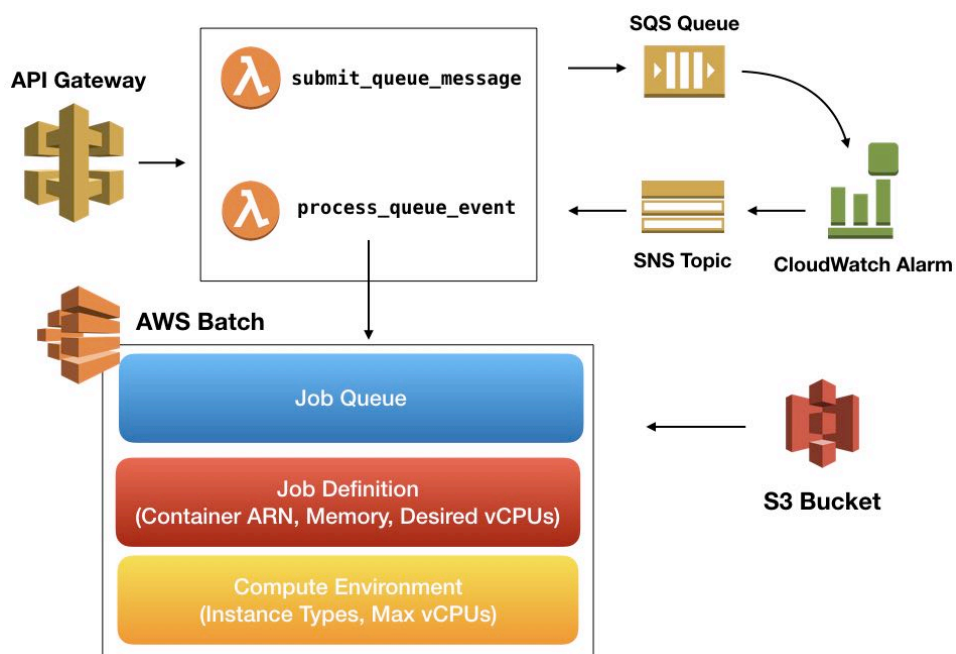 SQS Queue
API Gateway
submit_queue_message
process_queue_event
SNS Topic
CloudWatch Alarm
AWS Batch
Job Queue
Job Definition
(Container ARN, Memory, Desired vCPUs)
S3 Bucket
Compute Environment
(Instance Types, Max vCPUs)